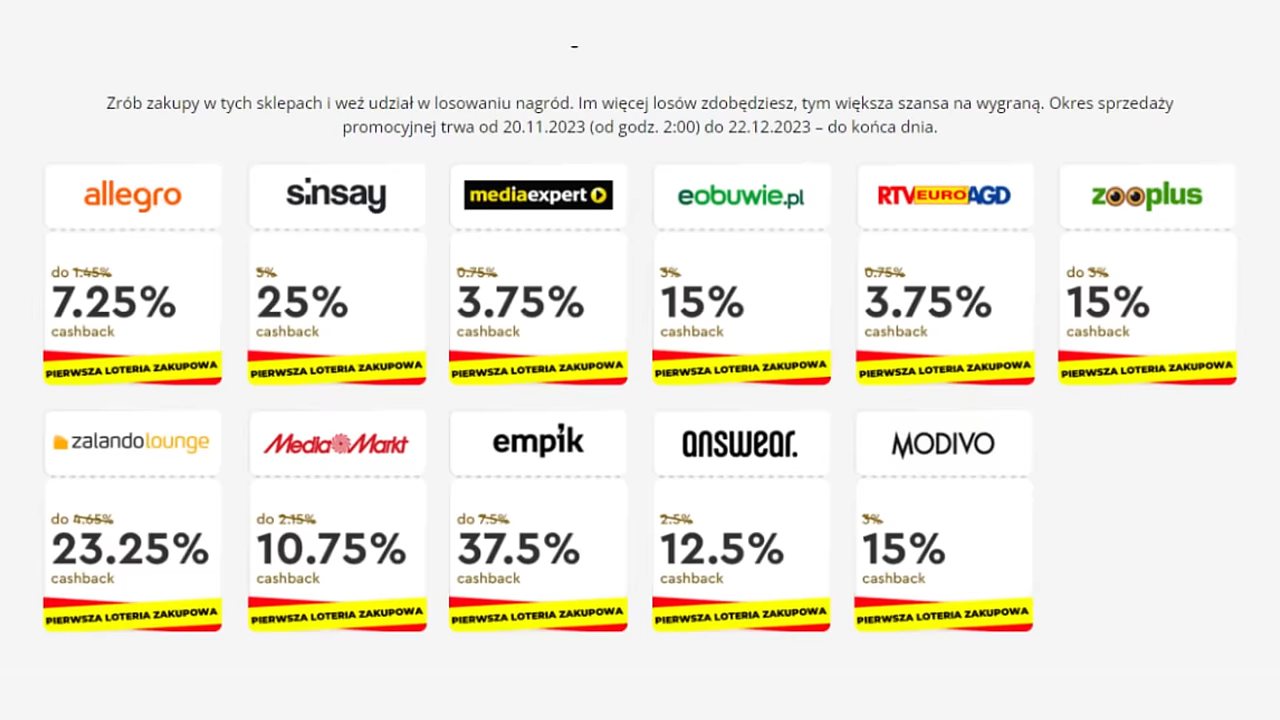 Zrób zakupy w tych sklepach i weź udział w losowaniu nagród. Im więcej losów zdobędziesz, tym większa szansa na wygraną. Okres sprzedaży
promocyjnej trwa od 20.11.2023 (od godz. 2:00) do 22.12.2023 – do końca dnia.
allegro
do 1.45%
7.25%
cashback
PIERWSZA LOTERIA ZAKUPOWA
sinsay
5%
25%
cashback
PIERWSZA LOTERIA ZAKUPOWA
mediaexpert
0.75%
3.75%
cashback
PIERWSZA LOTERIA ZAKUPOWA
eobuwie.pl
3%
15%
cashback
PIERWSZA LOTERIA ZAKUPOWA
RTV EURO AGD
0.75%
3.75%
cashback
PIERWSZA LOTERIA ZAKUPOWA
zooplus
do 3%
15%
cashback
PIERWSZA LOTERIA ZAKUPOWA
zalando lounge
do 4.65%
23.25%
cashback
PIERWSZA LOTERIA ZAKUPOWA
Media Markt
do 2.15%
10.75%
cashback
PIERWSZA LOTERIA ZAKUPOWA
empik
do 7.5%
37.5%
cashback
PIERWSZA LOTERIA ZAKUPOWA
answear.
2.5%
12.5%
cashback
PIERWSZA LOTERIA ZAKUPOWA
MODIVO
3%
15%
cashback
PIERWSZA LOTERIA ZAKUPOWA